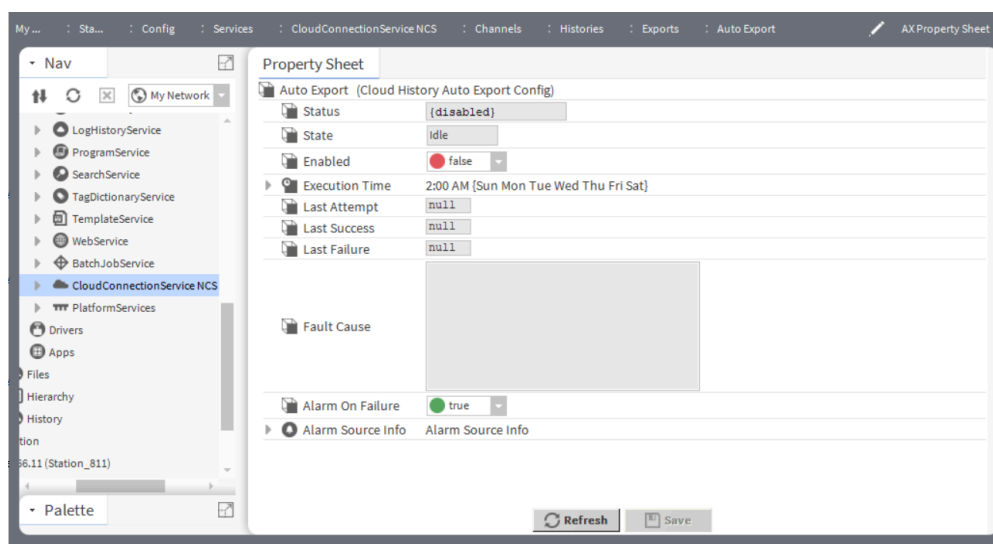 My ... : Sta... : Config : Services : CloudConnectionService NCS : Channels : Histories : Exports : Auto Export AX Property Sheet
Nav
My Network
LogHistoryService
ProgramService
SearchService
TagDictionaryService
TemplateService
WebService
BatchJobService
CloudConnectionService NCS
PlatformServices
Drivers
Apps
Files
Hierarchy
History
tion
66.11 (Station_811)
Palette
Property Sheet
Auto Export (Cloud History Auto Export Config)
Status {disabled}
State Idle
Enabled false
Execution Time 2:00 AM {Sun Mon Tue Wed Thu Fri Sat}
Last Attempt null
Last Success null
Last Failure null
Fault Cause
Alarm On Failure true
Alarm Source Info Alarm Source Info
Refresh Save